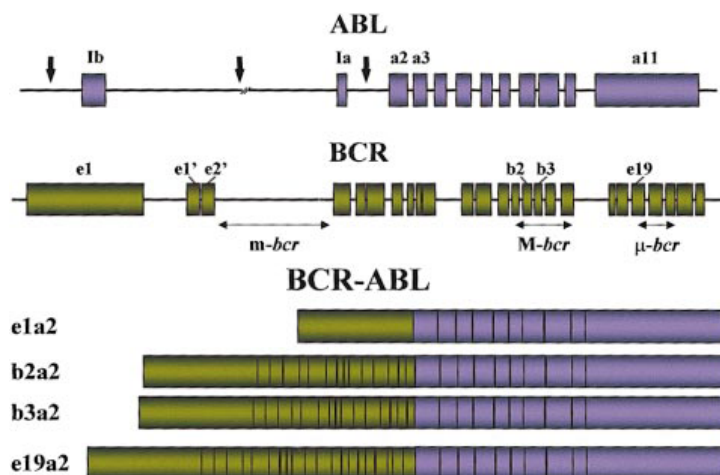 ABL
Ib Ia a2 a3 a11
BCR
e1 e1' e2' b2 b3 e19
m-bcr M-bcr μ-bcr
BCR-ABL
e1a2
b2a2
b3a2
e19a2